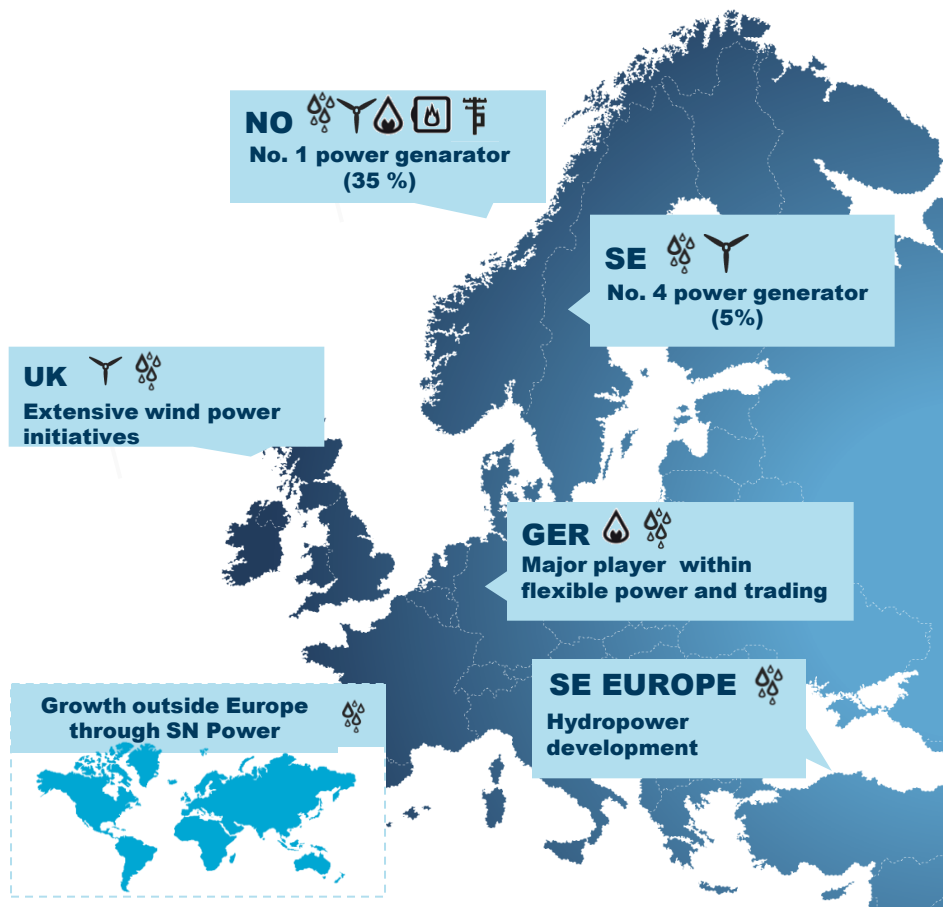 NO
No. 1 power genarator
(35 %)
SE
No. 4 power generator
(5%)
UK
Extensive wind power
initiatives
GER
Major player within
flexible power and trading
SE EUROPE
Hydropower
development
Growth outside Europe
through SN Power